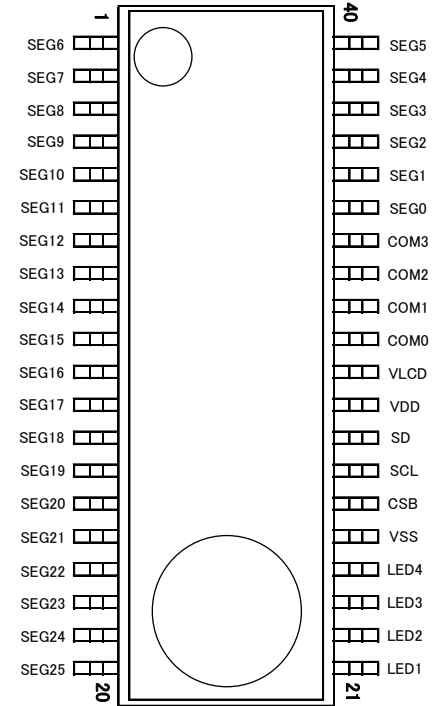 1 40
SEG6 SEG5
SEG7 SEG4
SEG8 SEG3
SEG9 SEG2
SEG10 SEG1
SEG11 SEG0
SEG12 COM3
SEG13 COM2
SEG14 COM1
SEG15 COM0
SEG16 VLCD
SEG17 VDD
SEG18 SD
SEG19 SCL
SEG20 CSB
SEG21 VSS
SEG22 LED4
SEG23 LED3
SEG24 LED2
SEG25 LED1
20 21